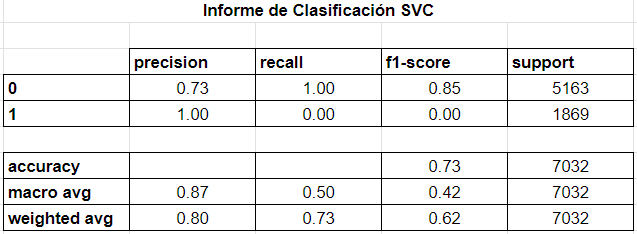 Informe de Clasificación SVC
precision recall f1-score support
0 0.73 1.00 0.85 5163
1 1.00 0.00 0.00 1869
accuracy 0.73 7032
macro avg 0.87 0.50 0.42 7032
weighted avg 0.80 0.73 0.62 7032